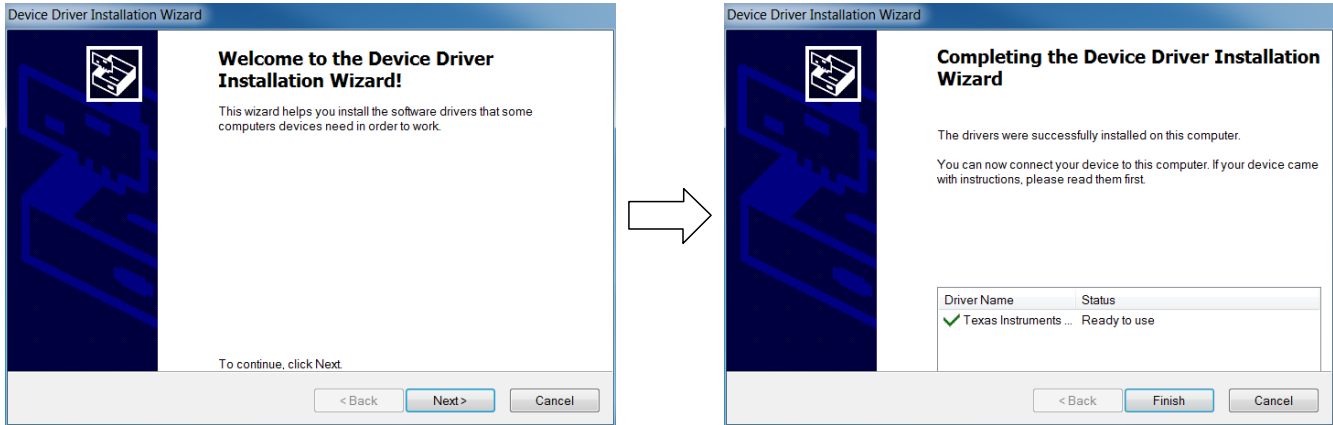 Device Driver Installation Wizard
Welcome to the Device Driver
Installation Wizard!
This wizard helps you install the software drivers that some
computers devices need in order to work.
To continue, click Next.
< Back
Next >
Cancel
Device Driver Installation Wizard
Completing the Device Driver Installation
Wizard
The drivers were successfully installed on this computer.
You can now connect your device to this computer. If your device came
with instructions, please read them first.
Driver Name Status
Texas Instruments ... Ready to use
< Back
Finish
Cancel